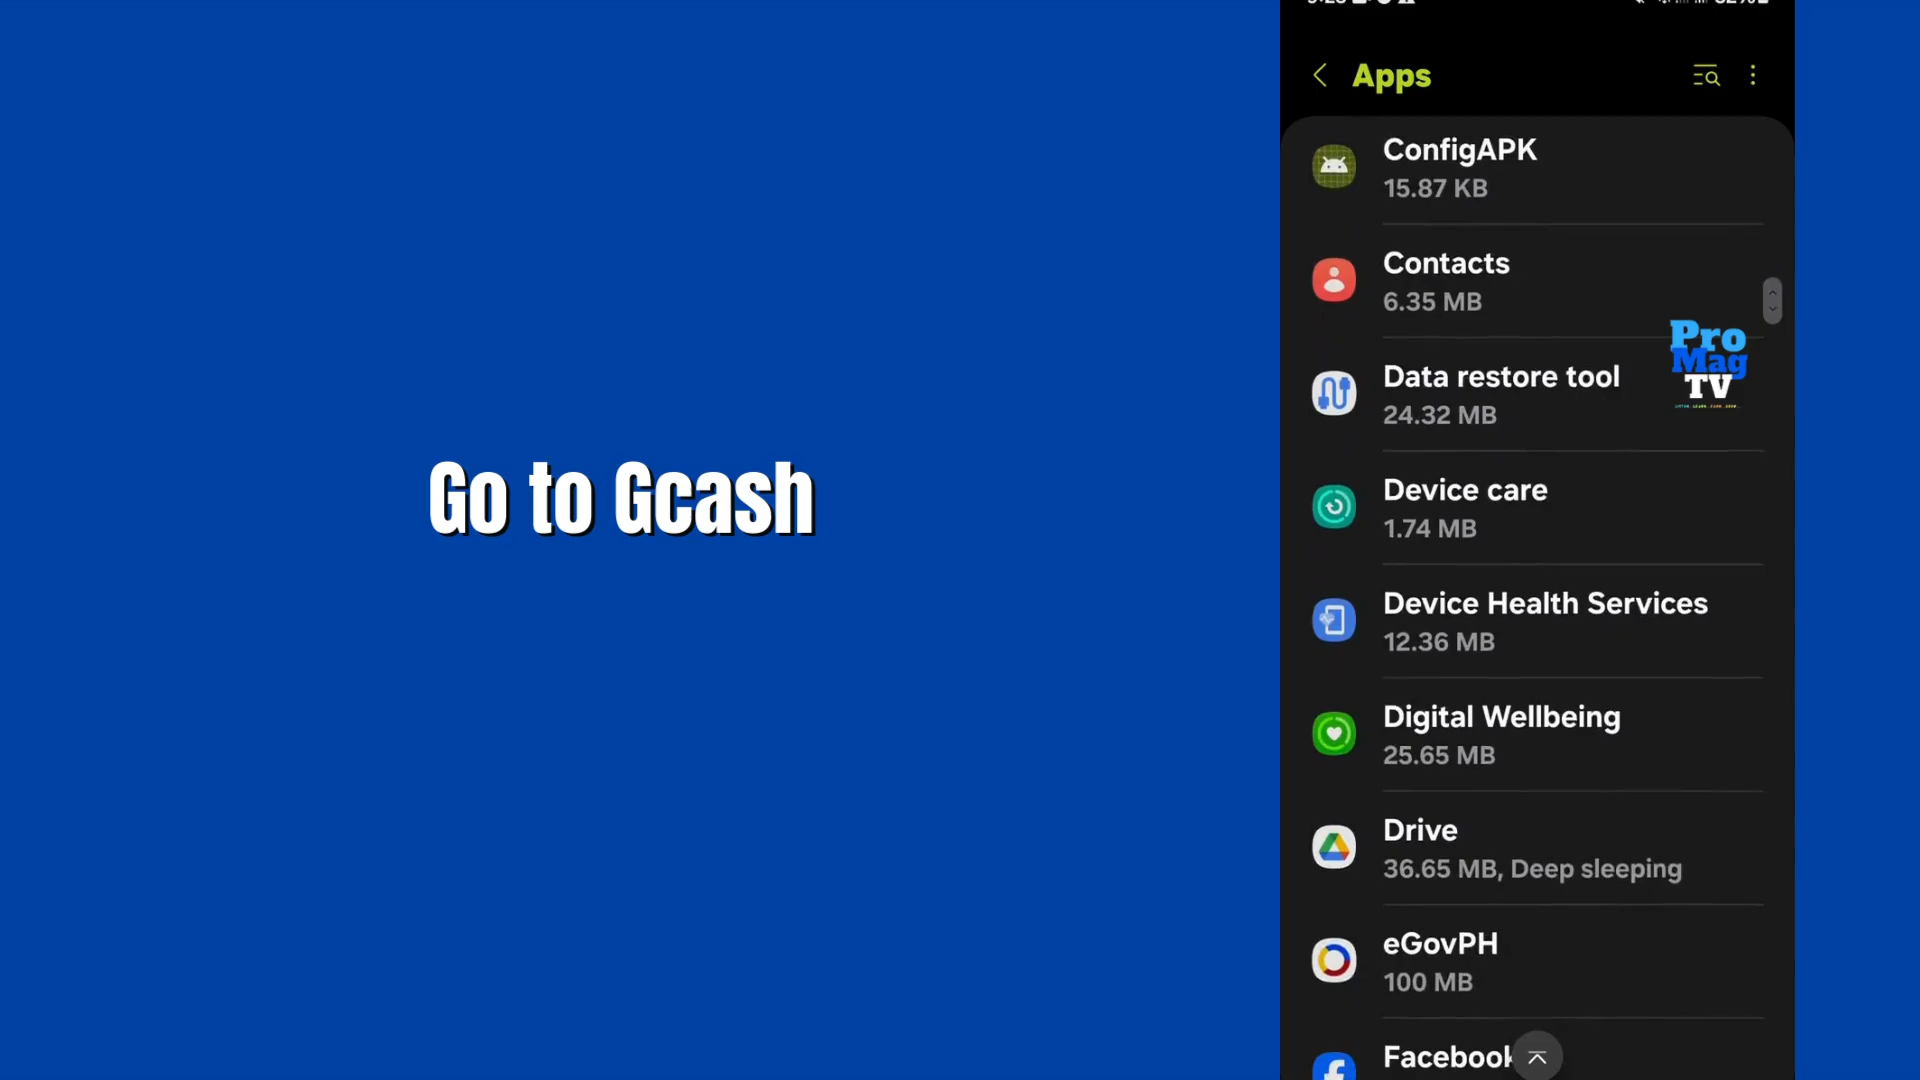 Go to Gcash
Apps
ConfigAPK
15.87 KB
Contacts
6.35 MB
Pro
Mag
TV
Data restore tool
24.32 MB
Device care
1.74 MB
Device Health Services
12.36 MB
Digital Wellbeing
25.65 MB
Drive
36.65 MB, Deep sleeping
eGovPH
100 MB
Facebook